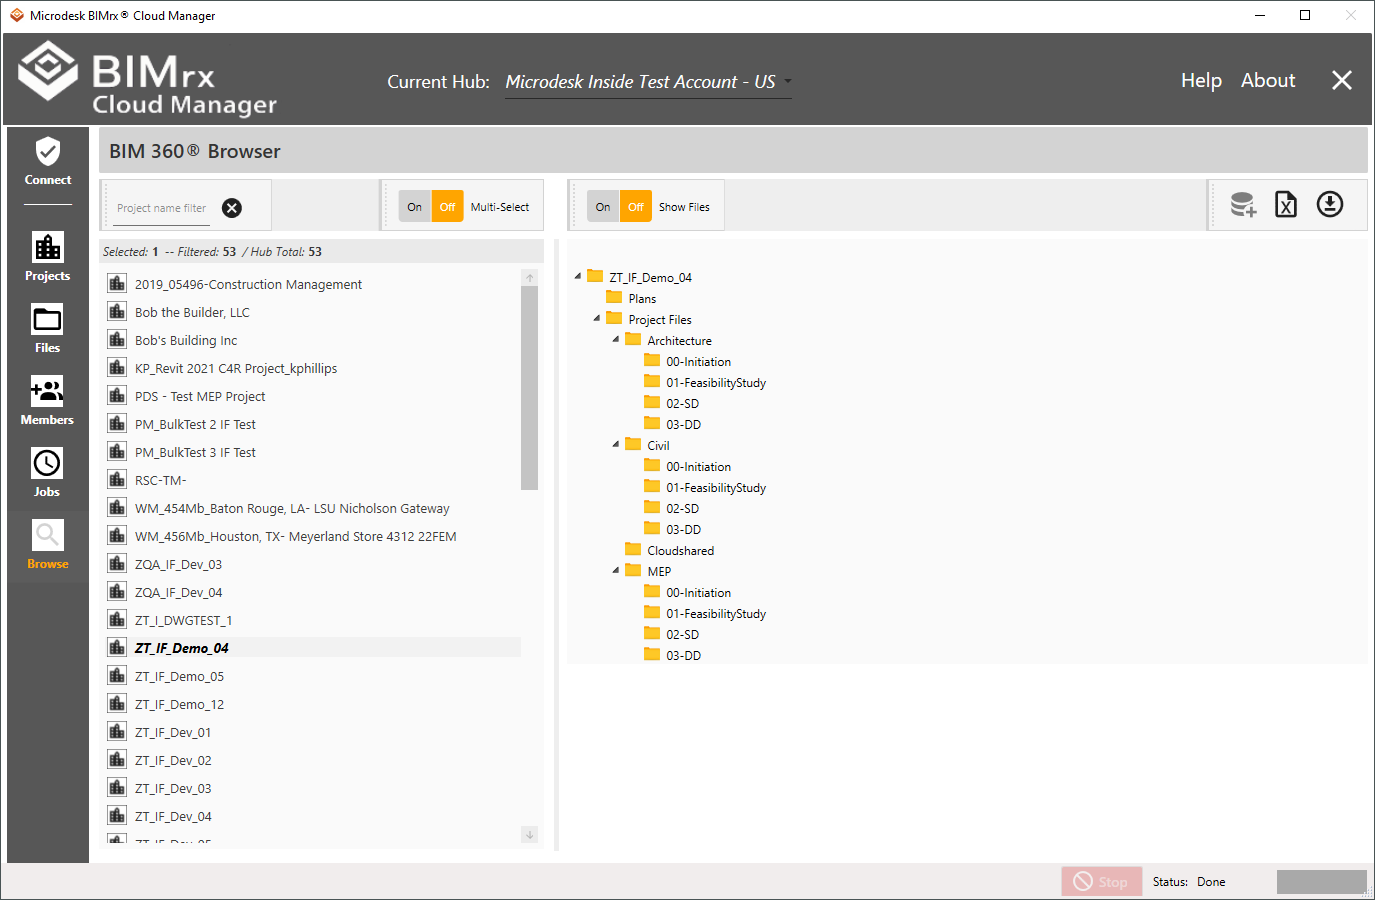 Microdesk BIMrx® Cloud Manager
BIMrx
Cloud Manager
Current Hub: Microdesk Inside Test Account - US
Help About
BIM 360® Browser
Connect
Projects
Files
Members
Jobs
Browse
Project name filter
On Off Multi-Select
On Off Show Files
Selected: 1 -- Filtered: 53 / Hub Total: 53
2019_05496-Construction Management
Bob the Builder, LLC
Bob's Building Inc
KP_Revit 2021 C4R Project_kphillips
PDS - Test MEP Project
PM_BulkTest 2 IF Test
PM_BulkTest 3 IF Test
RSC-TM-
WM_454Mb_Baton Rouge, LA- LSU Nicholson Gateway
WM_456Mb_Houston, TX- Meyerland Store 4312 22FEM
ZQA_IF_Dev_03
ZQA_IF_Dev_04
ZT_I_DWGTEST_1
ZT_IF_Demo_04
ZT_IF_Demo_05
ZT_IF_Demo_12
ZT_IF_Dev_01
ZT_IF_Dev_02
ZT_IF_Dev_03
ZT_IF_Dev_04
ZT_IF_Demo_04
Plans
Project Files
Architecture
00-Initiation
01-FeasibilityStudy
02-SD
03-DD
Civil
00-Initiation
01-FeasibilityStudy
02-SD
03-DD
Cloudshared
MEP
00-Initiation
01-FeasibilityStudy
02-SD
03-DD
Stop
Status: Done